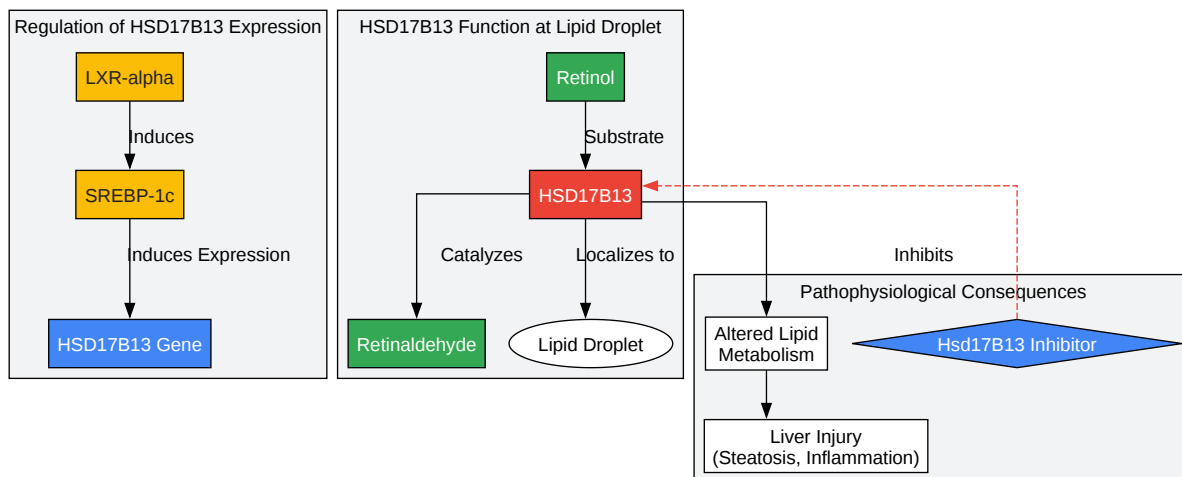 Regulation of HSD17B13 Expression
LXR-alpha
Induces
SREBP-1c
Induces Expression
HSD17B13 Gene
HSD17B13 Function at Lipid Droplet
Retinol
Substrate
HSD17B13
Catalyzes
Localizes to
Retinaldehyde
Lipid Droplet
Inhibits
Pathophysiological Consequences
Altered Lipid
Metabolism
Hsd17B13 Inhibitor
Liver Injury
(Steatosis, Inflammation)